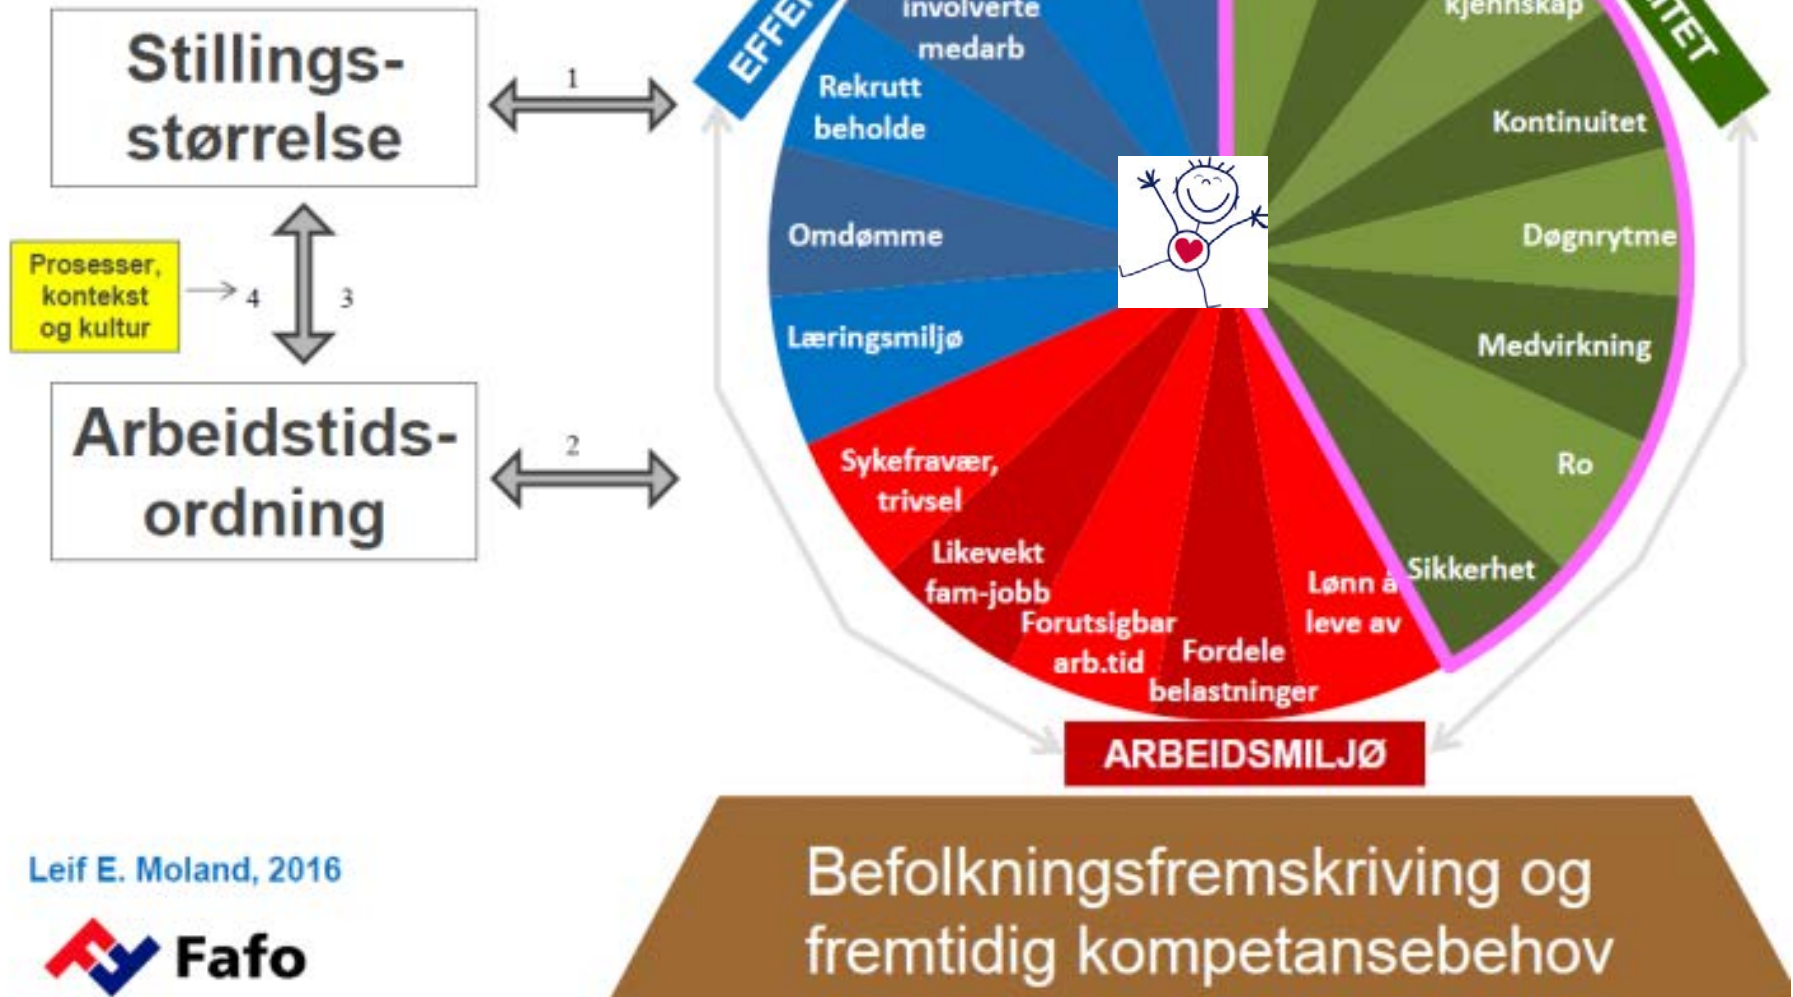 Stillings-
størrelse
1
Prosesser,
kontekst
og kultur
4
3
Arbeidstids-
ordning
2
involverte
medarb
Rekrutt
beholde
Omdømme
Læringsmiljø
Sykefravær,
trivsel
Likevekt
fam-jobb
Forutsigbar
arb.tid
Fordele
belastninger
Lønn å
leve av
kjennskap
Kontinuitet
Døgnrytme
Medvirkning
Ro
Sikkerhet
ARBEIDSMILJØ
Befolkningsfremskriving og
fremtidig kompetansebehov
Leif E. Moland, 2016
Fafo